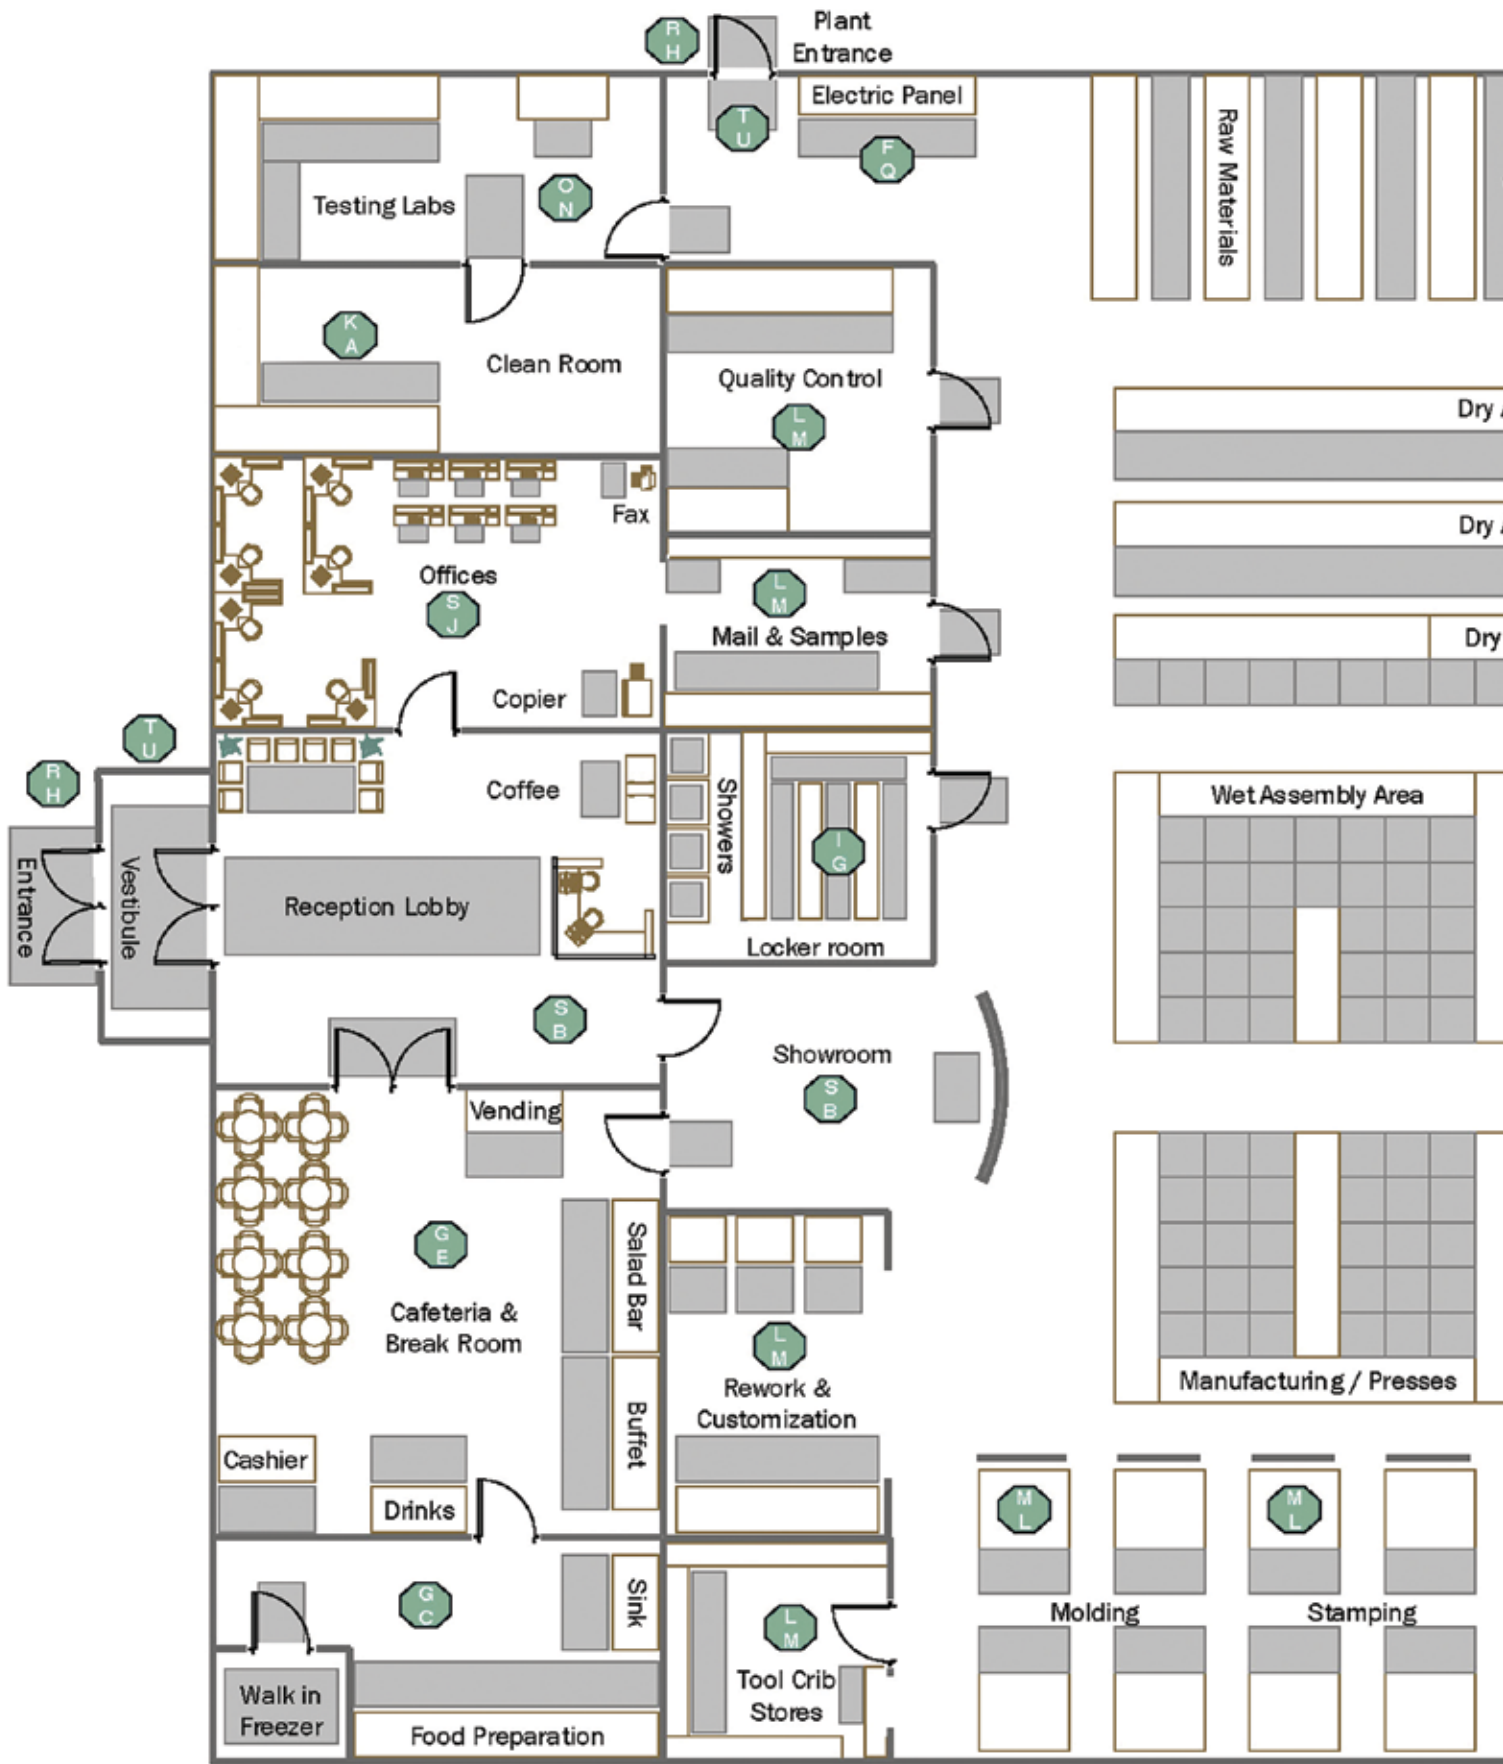 Plant
Entrance
R
H
T
U
Electric Panel
F
Q
Raw Materials
O
N
Testing Labs
K
A
Clean Room
Quality Control
L
M
Dry
Fax
Dry
Offices
S
J
L
M
Mail & Samples
Dry
Copier
T
U
R
H
Coffee
Showers
I
G
Locker room
Wet Assembly Area
Entrance
Vestibule
Reception Lobby
S
B
Showroom
S
B
Vending
G
E
Cafeteria &
Break Room
Salad Bar
Buffet
L
M
Rework &
Customization
Manufacturing / Presses
Cashier
Drinks
M
L
M
L
G
C
Sink
L
M
Molding
Stamping
Tool Crib
Stores
Walk in
Freezer
Food Preparation